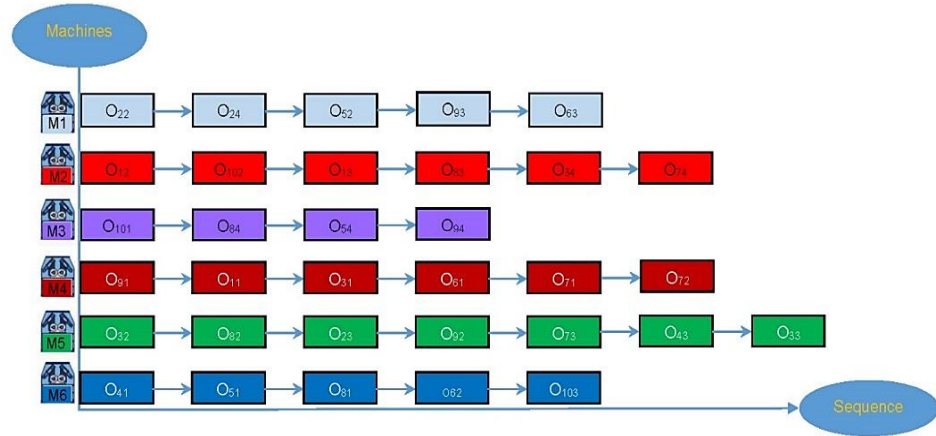 Machines
M1 O₂₂ O₂₄ O₅₂ O₉₃ O₆₃
M2 O₁₂ O₁₀₂ O₁₃ O₈₃ O₃₄ O₇₄
M3 O₁₀₁ O₈₄ O₅₄ O₉₄
M4 O₉₁ O₁₁ O₃₁ O₆₁ O₇₁ O₇₂
M5 O₃₂ O₈₂ O₂₃ O₉₂ O₇₃ O₄₃ O₃₃
M6 O₄₁ O₅₁ O₈₁ O62 O₁₀₃
Sequence